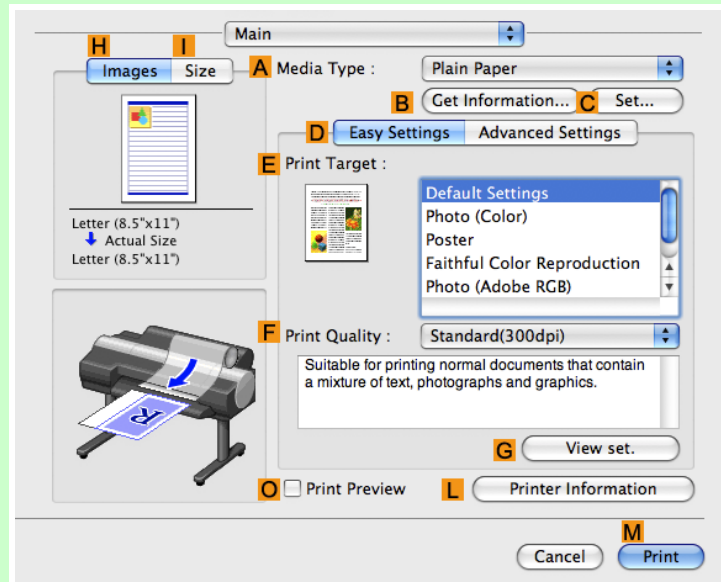 Main
H I
Images Size
A Media Type : Plain Paper
B Get Information... C Set...
D Easy Settings Advanced Settings
E Print Target :
Default Settings
Photo (Color)
Poster
Faithful Color Reproduction
Photo (Adobe RGB)
Letter (8.5"x11")
Actual Size
Letter (8.5"x11")
F Print Quality : Standard(300dpi)
Suitable for printing normal documents that contain
a mixture of text, photographs and graphics.
R
G View set.
O Print Preview L Printer Information
M
Cancel Print